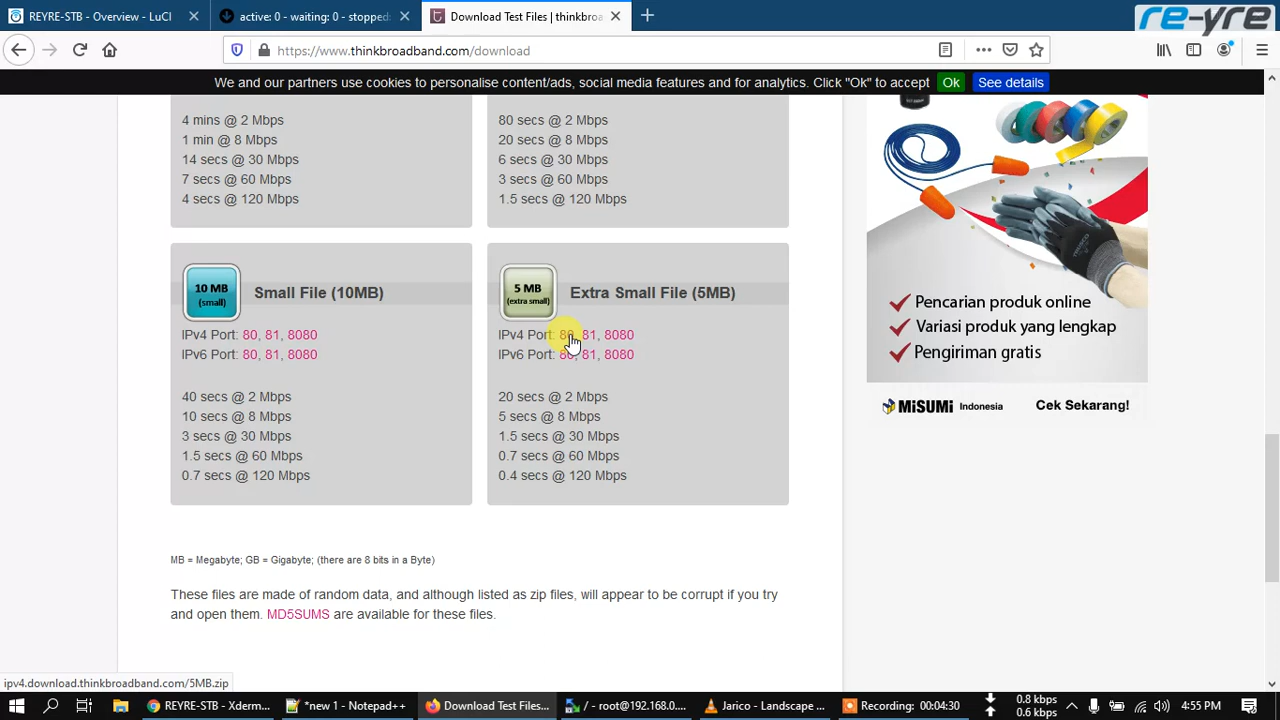 REYRE-STB - Overview - LuCI
active: 0 - waiting: 0 - stopped:
Download Test Files | thinkbroa
re-yre
https://www.thinkbroadband.com/download
We and our partners use cookies to personalise content/ads, social media features and for analytics. Click "Ok" to accept Ok See details
4 mins @ 2 Mbps
1 min @ 8 Mbps
14 secs @ 30 Mbps
7 secs @ 60 Mbps
4 secs @ 120 Mbps
80 secs @ 2 Mbps
20 secs @ 8 Mbps
6 secs @ 30 Mbps
3 secs @ 60 Mbps
1.5 secs @ 120 Mbps
10 MB
(small)
Small File (10MB)
IPv4 Port: 80, 81, 8080
IPv6 Port: 80, 81, 8080
40 secs @ 2 Mbps
10 secs @ 8 Mbps
3 secs @ 30 Mbps
1.5 secs @ 60 Mbps
0.7 secs @ 120 Mbps
5 MB
(extra small)
Extra Small File (5MB)
IPv4 Port: 80, 81, 8080
IPv6 Port: 80, 81, 8080
20 secs @ 2 Mbps
5 secs @ 8 Mbps
1.5 secs @ 30 Mbps
0.7 secs @ 60 Mbps
0.4 secs @ 120 Mbps
Pencarian produk online
Variasi produk yang lengkap
Pengiriman gratis
MiSUMi Indonesia Cek Sekarang!
MB = Megabyte; GB = Gigabyte; (there are 8 bits in a Byte)
These files are made of random data, and although listed as zip files, will appear to be corrupt if you try
and open them. MD5SUMS are available for these files.
ipv4.download.thinkbroadband.com/5MB.zip
REYRE-STB - Xderm...
*new 1 - Notepad++
Download Test Files...
/ - root@192.168.0....
Jarico - Landscape ...
Recording: 00:04:30
0.8 kbps
0.6 kbps
4:55 PM